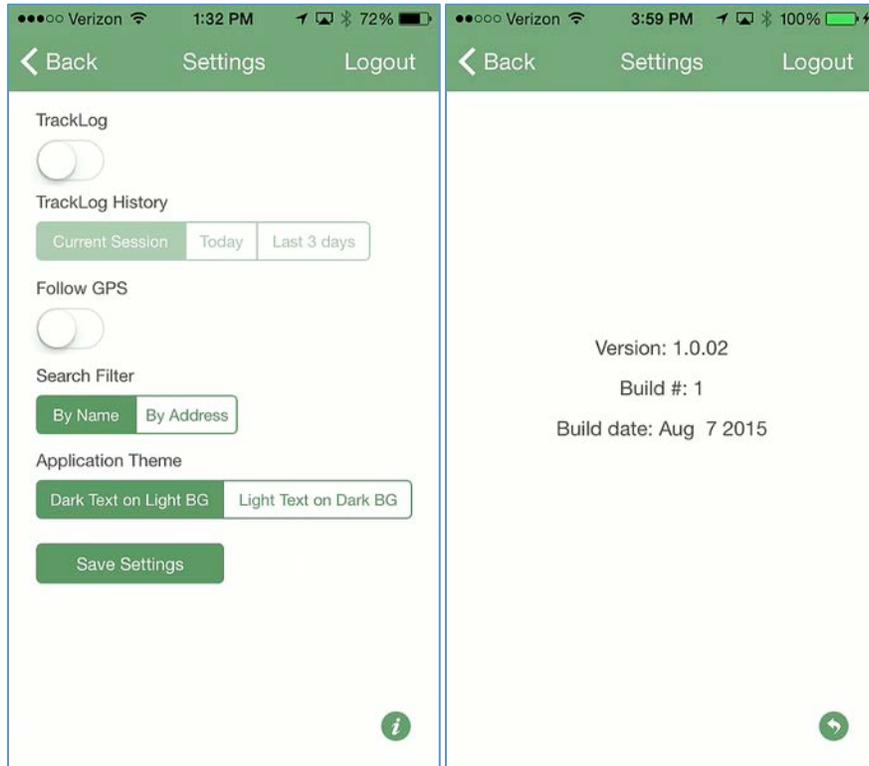 Verizon 1:32 PM 72%
Back Settings Logout
TrackLog
TrackLog History
Current Session Today Last 3 days
Follow GPS
Search Filter
By Name By Address
Application Theme
Dark Text on Light BG Light Text on Dark BG
Save Settings
i
Verizon 3:59 PM 100%
Back Settings Logout
Version: 1.0.02
Build #: 1
Build date: Aug  7 2015